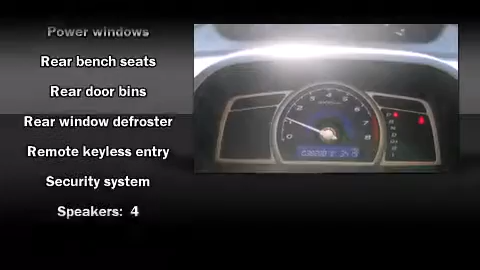 Power windows
Rear bench seats
Rear door bins
Rear window defroster
Remote keyless entry
Security system
Speakers: 4